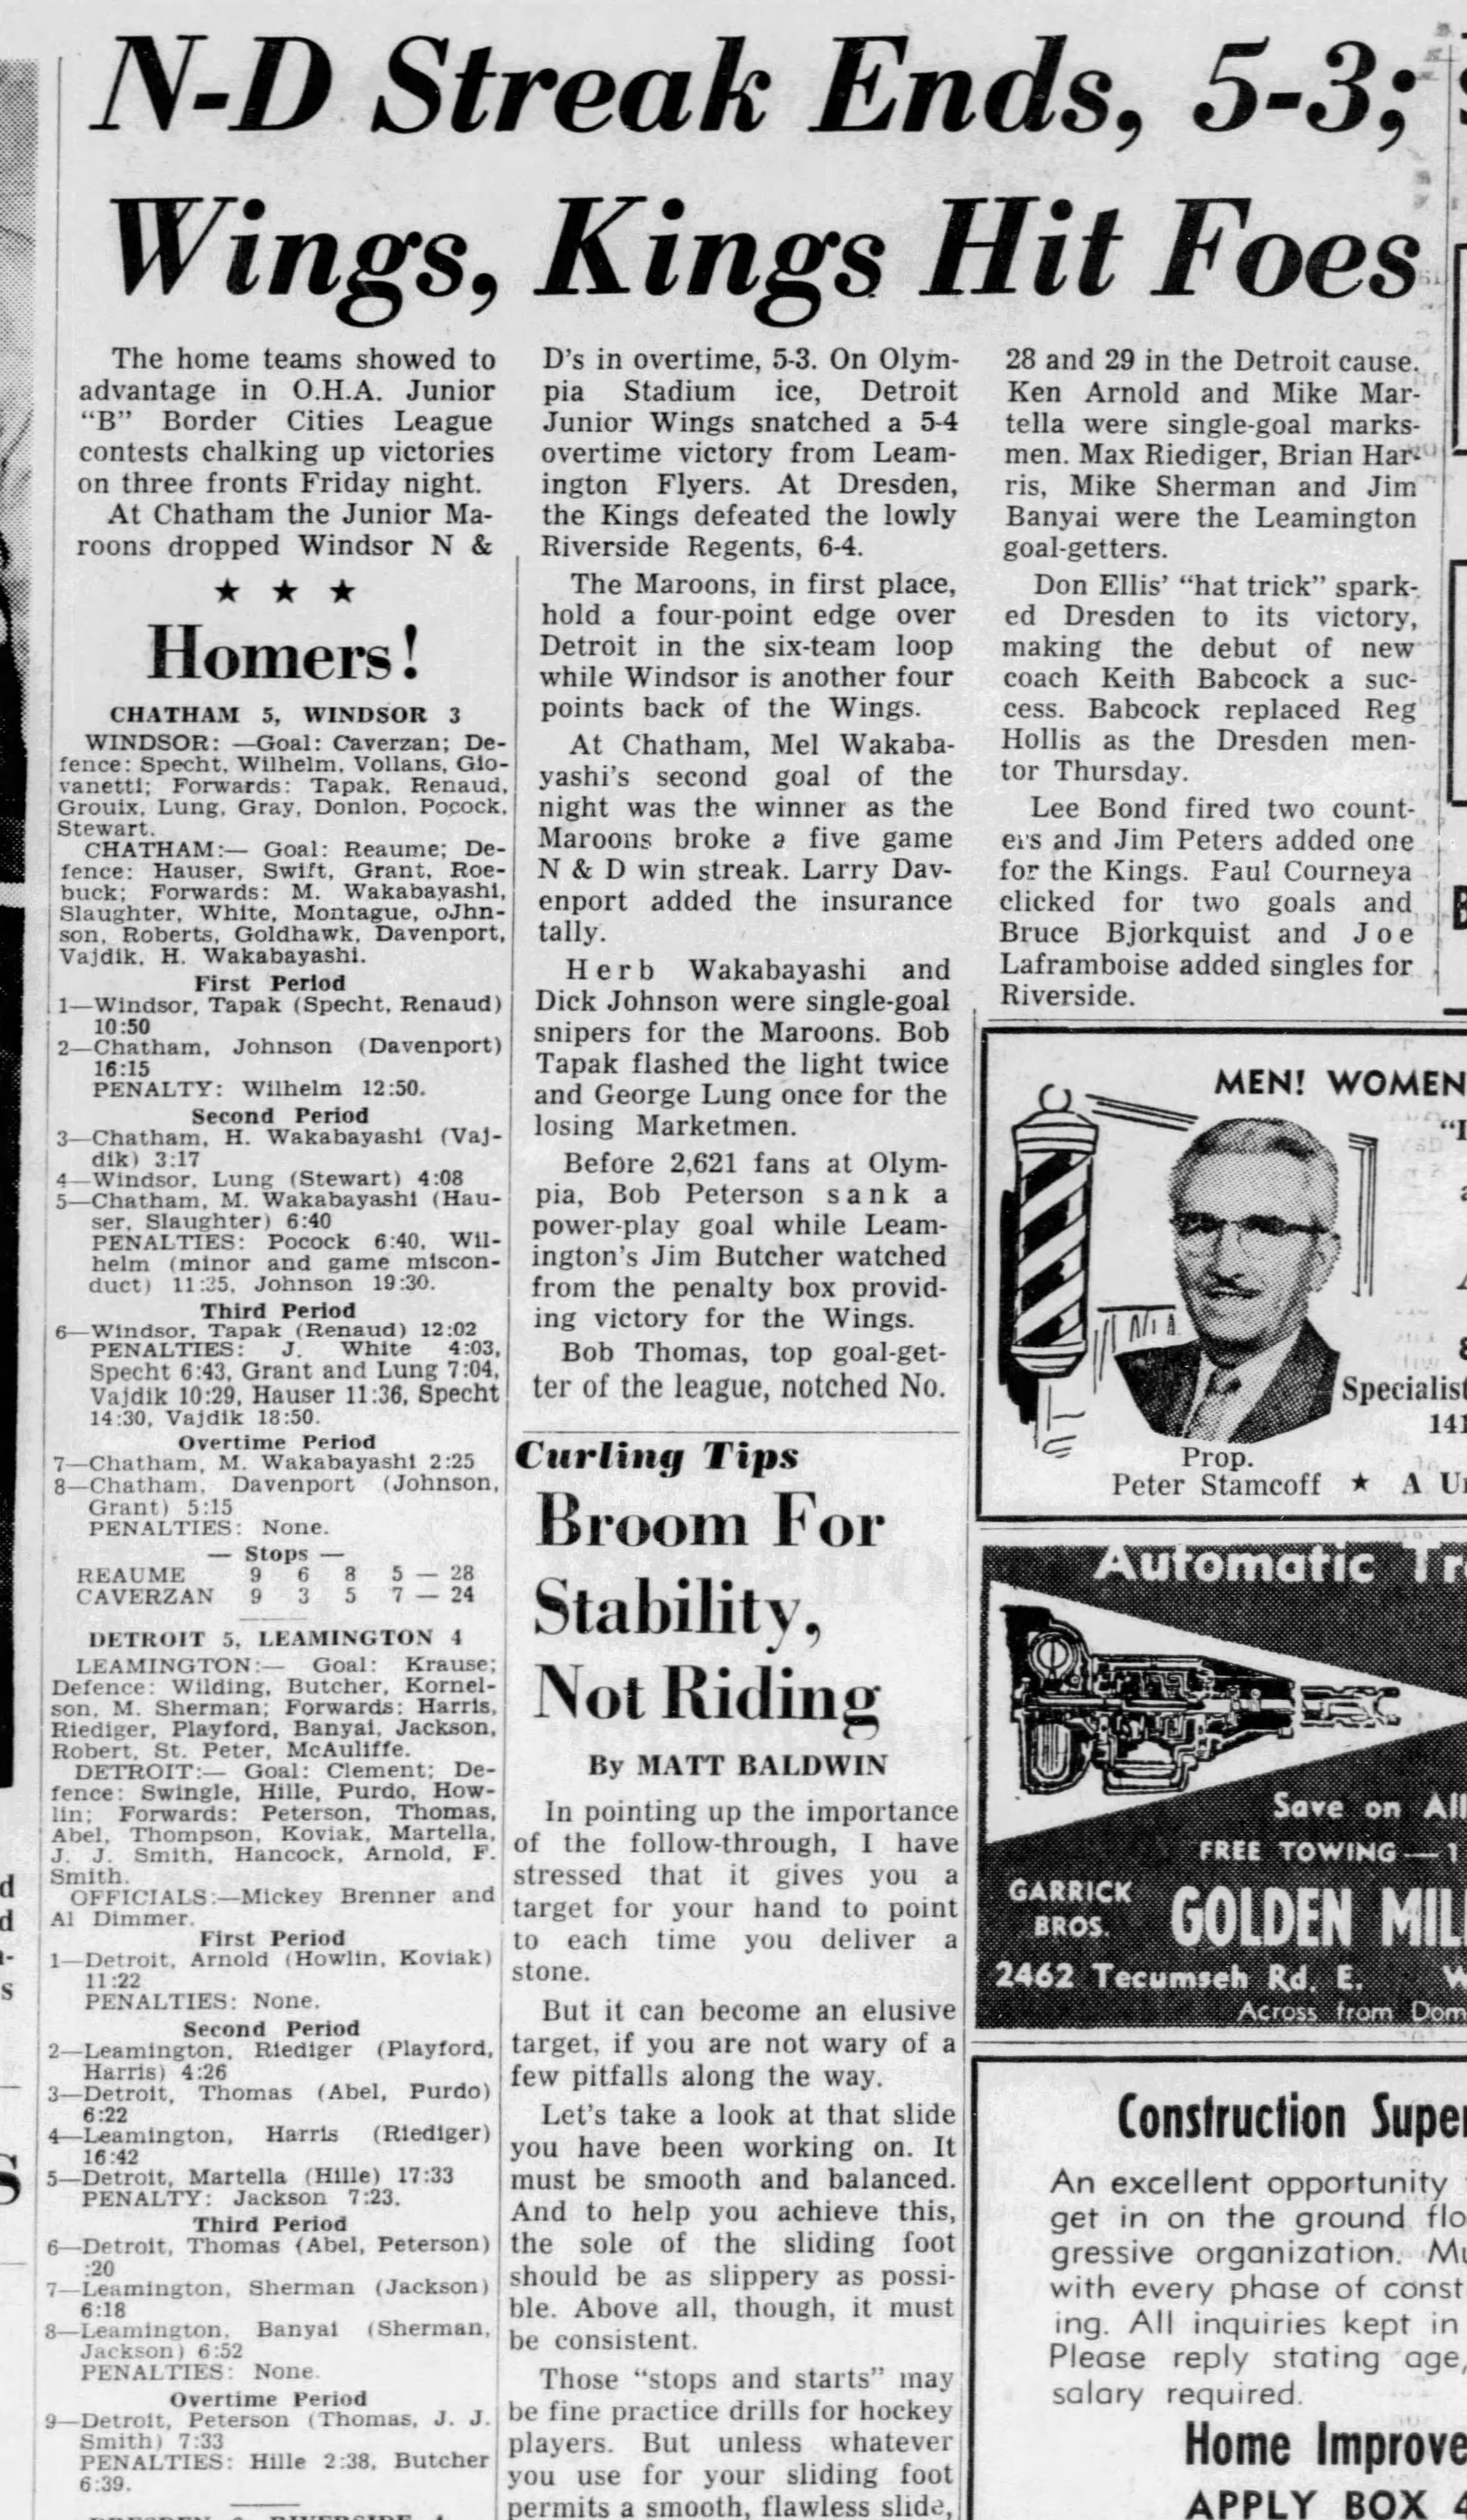 N-D Streak Ends, 5-3;
Wings, Kings Hit Foes
The home teams showed to
advantage in O.H.A. Junior
“B” Border Cities League
contests chalking up victories
on three fronts Friday night.
At Chatham the Junior Ma-
roons dropped Windsor N &
★ ★ ★
Homers!
CHATHAM 5, WINDSOR 3
WINDSOR: —Goal: Caverzan; De-
fence: Specht, Wilhelm, Vollans, Gio-
vanetti; Forwards: Tapak, Renaud,
Grouix, Lung, Gray, Donlon, Pocock,
Stewart.
CHATHAM:— Goal: Reaume; De-
fence: Hauser, Swift, Grant, Roe-
buck; Forwards: M. Wakabayashi,
Slaughter, White, Montague, oJhn-
son, Roberts, Goldhawk, Davenport,
Vajdik, H. Wakabayashi.
First Period
1—Windsor, Tapak (Specht, Renaud)
10:50
2—Chatham, Johnson (Davenport)
16:15
PENALTY: Wilhelm 12:50.
Second Period
3—Chatham, H. Wakabayashi (Vaj-
dik) 3:17
4—Windsor, Lung (Stewart) 4:08
5—Chatham, M. Wakabayashi (Hau-
ser, Slaughter) 6:40
PENALTIES: Pocock 6:40, Wil-
helm (minor and game miscon-
duct) 11:35, Johnson 19:30.
Third Period
6—Windsor, Tapak (Renaud) 12:02
PENALTIES: J. White 4:03,
Specht 6:43, Grant and Lung 7:04,
Vajdik 10:29, Hauser 11:36, Specht
14:30, Vajdik 18:50.
Overtime Period
7—Chatham, M. Wakabayashi 2:25
8—Chatham, Davenport (Johnson,
Grant) 5:15
PENALTIES: None.
— Stops —
REAUME 9 6 8 5 — 28
CAVERZAN 9 3 5 7 — 24
DETROIT 5, LEAMINGTON 4
LEAMINGTON:— Goal: Krause;
Defence: Wilding, Butcher, Kornel-
son, M. Sherman; Forwards: Harris,
Riediger, Playford, Banyai, Jackson,
Robert, St. Peter, McAuliffe.
DETROIT:— Goal: Clement; De-
fence: Swingle, Hille, Purdo, How-
lin; Forwards: Peterson, Thomas,
Abel, Thompson, Koviak, Martella,
J. J. Smith, Hancock, Arnold, F.
Smith.
OFFICIALS:—Mickey Brenner and
Al Dimmer.
First Period
1—Detroit, Arnold (Howlin, Koviak)
11:22
PENALTIES: None.
Second Period
2—Leamington, Riediger (Playford,
Harris) 4:26
3—Detroit, Thomas (Abel, Purdo)
6:22
4—Leamington, Harris (Riediger)
16:42
5—Detroit, Martella (Hille) 17:33
PENALTY: Jackson 7:23.
Third Period
6—Detroit, Thomas (Abel, Peterson)
:20
7—Leamington, Sherman (Jackson)
6:18
8—Leamington, Banyai (Sherman,
Jackson) 6:52
PENALTIES: None.
Overtime Period
9—Detroit, Peterson (Thomas, J. J.
Smith) 7:33
PENALTIES: Hille 2:38, Butcher
6:39.
D's in overtime, 5-3. On Olym-
pia Stadium ice, Detroit
Junior Wings snatched a 5-4
overtime victory from Leam-
ington Flyers. At Dresden,
the Kings defeated the lowly
Riverside Regents, 6-4.
The Maroons, in first place,
hold a four-point edge over
Detroit in the six-team loop
while Windsor is another four
points back of the Wings.
At Chatham, Mel Wakaba-
yashi's second goal of the
night was the winner as the
Maroons broke a five game
N & D win streak. Larry Dav-
enport added the insurance
tally.
Herb Wakabayashi and
Dick Johnson were single-goal
snipers for the Maroons. Bob
Tapak flashed the light twice
and George Lung once for the
losing Marketmen.
Before 2,621 fans at Olym-
pia, Bob Peterson sank a
power-play goal while Leam-
ington's Jim Butcher watched
from the penalty box provid-
ing victory for the Wings.
Bob Thomas, top goal-get-
ter of the league, notched No.
28 and 29 in the Detroit cause.
Ken Arnold and Mike Mar-
tella were single-goal marks-
men. Max Riediger, Brian Har-
ris, Mike Sherman and Jim
Banyai were the Leamington
goal-getters.
Don Ellis' “hat trick” spark-
ed Dresden to its victory,
making the debut of new
coach Keith Babcock a suc-
cess. Babcock replaced Reg
Hollis as the Dresden men-
tor Thursday.
Lee Bond fired two count-
ers and Jim Peters added one
for the Kings. Paul Courneya
clicked for two goals and
Bruce Bjorkquist and Joe
Laframboise added singles for
Riverside.
Curling Tips
Broom For
Stability,
Not Riding
By MATT BALDWIN
In pointing up the importance
of the follow-through, I have
stressed that it gives you a
target for your hand to point
to each time you deliver a
stone.
But it can become an elusive
target, if you are not wary of a
few pitfalls along the way.
Let's take a look at that slide
you have been working on. It
must be smooth and balanced.
And to help you achieve this,
the sole of the sliding foot
should be as slippery as possi-
ble. Above all, though, it must
be consistent.
Those “stops and starts” may
be fine practice drills for hockey
players. But unless whatever
you use for your sliding foot
permits a smooth, flawless slide,
MEN! WOMEN
Specialist
141
Prop.
Peter Stamcoff ★ A
Automatic
Save on All
FREE TOWING — 1
GARRICK
BROS.
GOLDEN
2462 Tecumseh Rd. E.
Across from
Construction
An excellent opportunity
get in on the ground
gressive organization.
with every phase of
ing. All inquiries kept in
Please reply stating age,
salary required.
Home
APPLY BOX